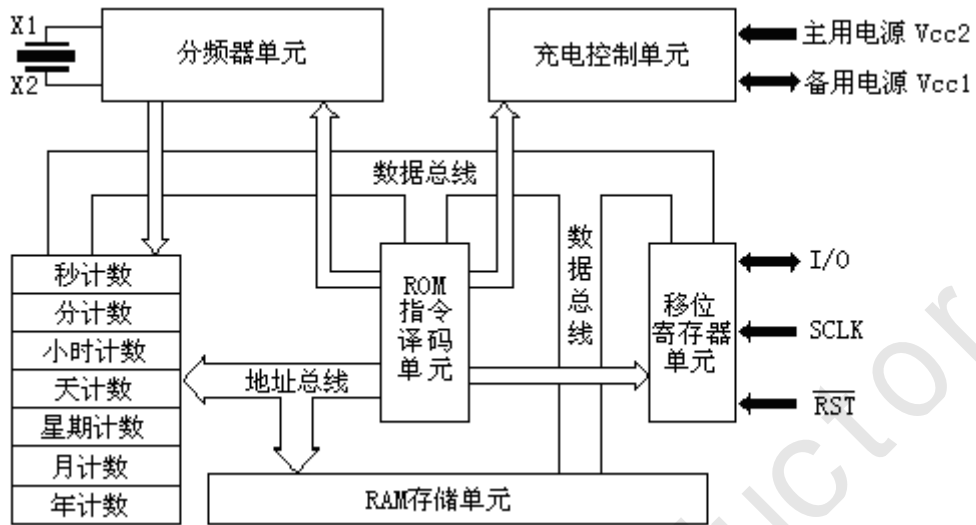 X1
X2
分频器单元
充电控制单元
主用电源 Vcc2
备用电源 Vcc1
数据总线
数
据
总
线
秒计数
分计数
小时计数
天计数
星期计数
月计数
年计数
ROM
指令
译码
单元
地址总线
移位
寄存器
单元
I/O
SCLK
RST
RAM存储单元
uctor